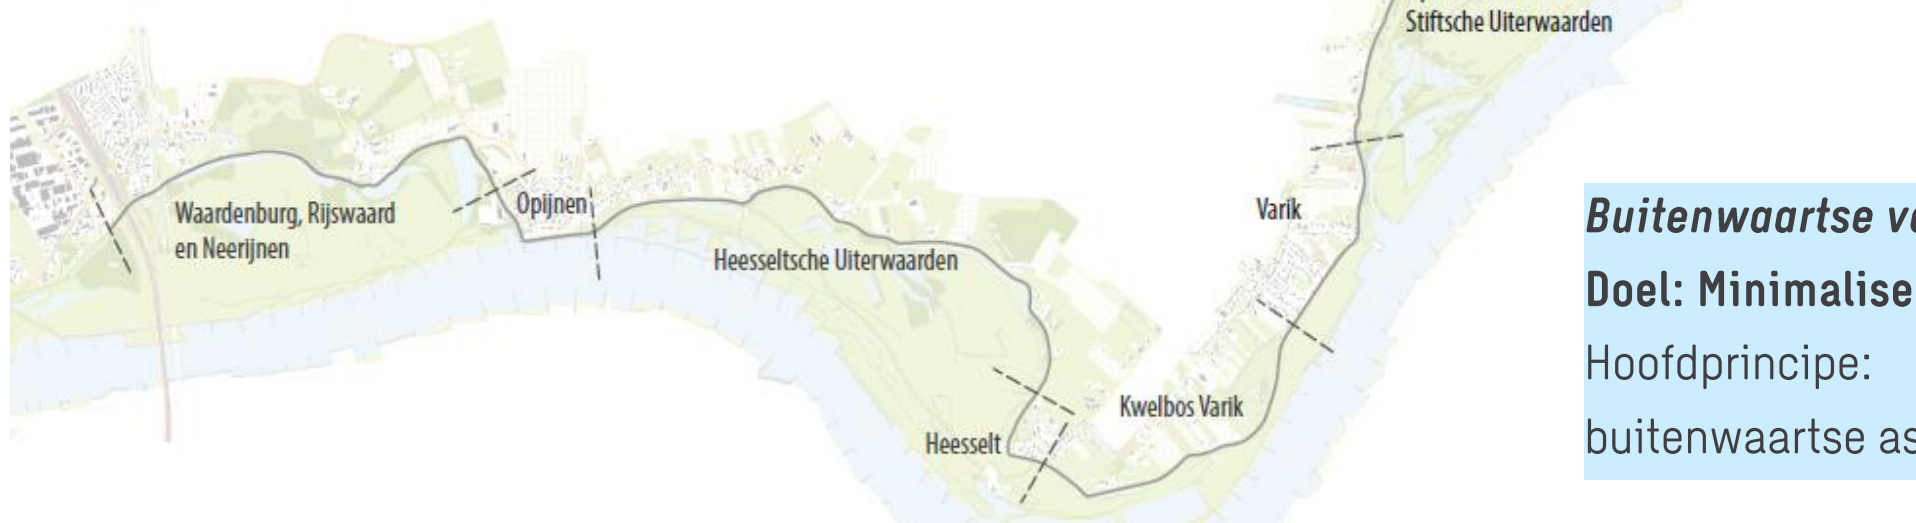 Stiftsche Uiterwaarden
Varik
Opijnen
Waardenburg, Rijswaard
en Neerijnen
Heesseltsche Uiterwaarden
Kwelbos Varik
Heesselt
Buitenwaartse
Doel: Minimalise
Hoofdprincipe:
buitenwaartse as